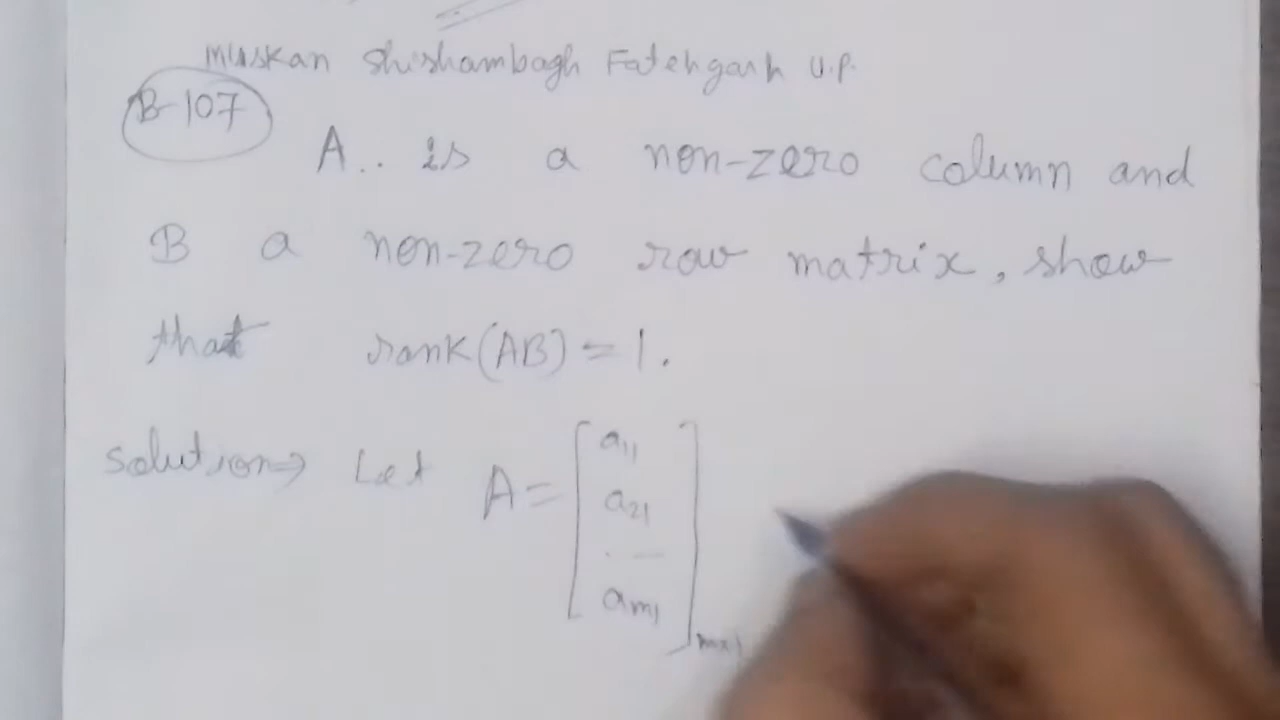 Muskan Shishambagh Fatehgarh U.P.
B-107
A.. is a non-zero column and
B a non-zero row matrix, show
that rank(AB) = 1.
Solution⇒ Let A = [a₁₁
a₂₁
. —
aₘ₁]ₘₓ₁